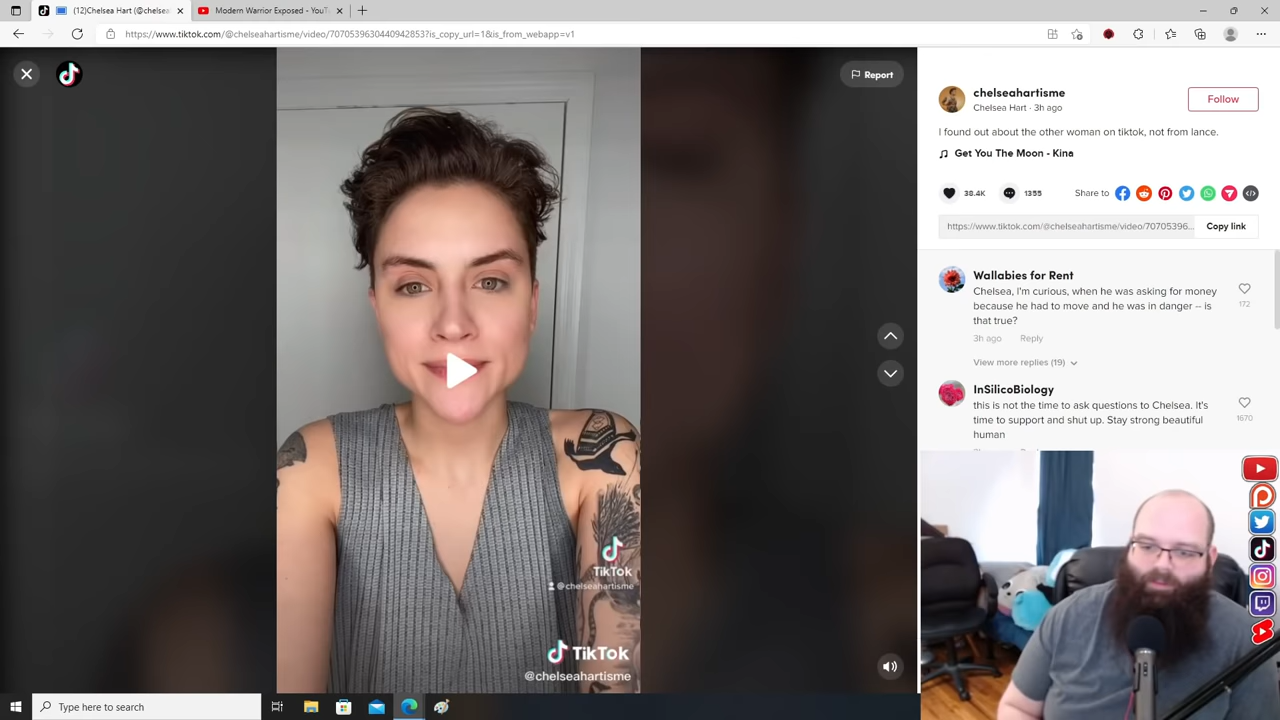 (12)Chelsea Hart (@chelsea
Modern Warrior Exposed - YouT
https://www.tiktok.com/@chelseahartisme/video/7070539630440942853?is_copy_url=1&is_from_webapp=v1
Report
chelseahartisme
Chelsea Hart · 3h ago
Follow
I found out about the other woman on tiktok, not from lance.
Get You The Moon - Kina
38.4K
1355
Share to
https://www.tiktok.com/@chelseahartisme/video/70705396...
Copy link
Wallabies for Rent
Chelsea, I'm curious, when he was asking for money
because he had to move and he was in danger -- is
that true?
172
3h ago
Reply
View more replies (19)
InSilicoBiology
this is not the time to ask questions to Chelsea. It's
time to support and shut up. Stay strong beautiful
human
1670
TikTok
@chelseahartisme
TikTok
@chelseahartisme
Type here to search